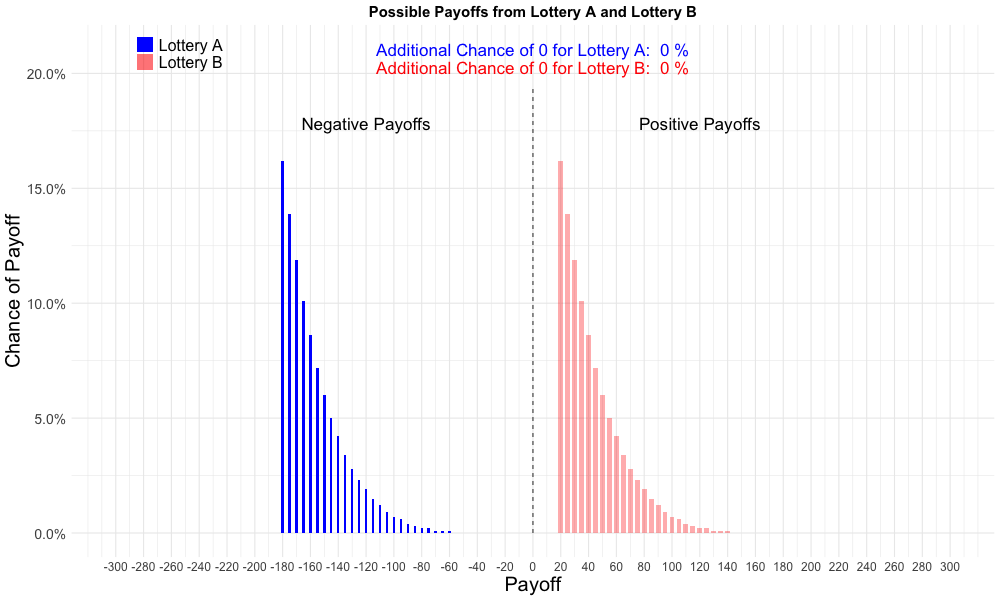 Possible Payoffs from Lottery A and Lottery B
Lottery A
Lottery B
Additional Chance of 0 for Lottery A:  0 %
Additional Chance of 0 for Lottery B:  0 %
Negative Payoffs
Positive Payoffs
20.0%
15.0%
10.0%
5.0%
0.0%
Chance of Payoff
-300 -280 -260 -240 -220 -200 -180 -160 -140 -120 -100 -80 -60 -40 -20 0 20 40 60 80 100 120 140 160 180 200 220 240 260 280 300
Payoff